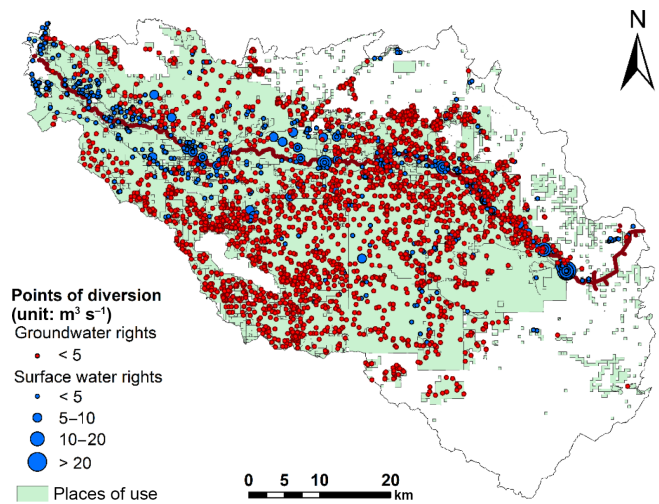 N
Points of diversion
(unit: m³ s⁻¹)
Groundwater rights
< 5
Surface water rights
< 5
5–10
10–20
> 20
Places of use
0 5 10 20
km